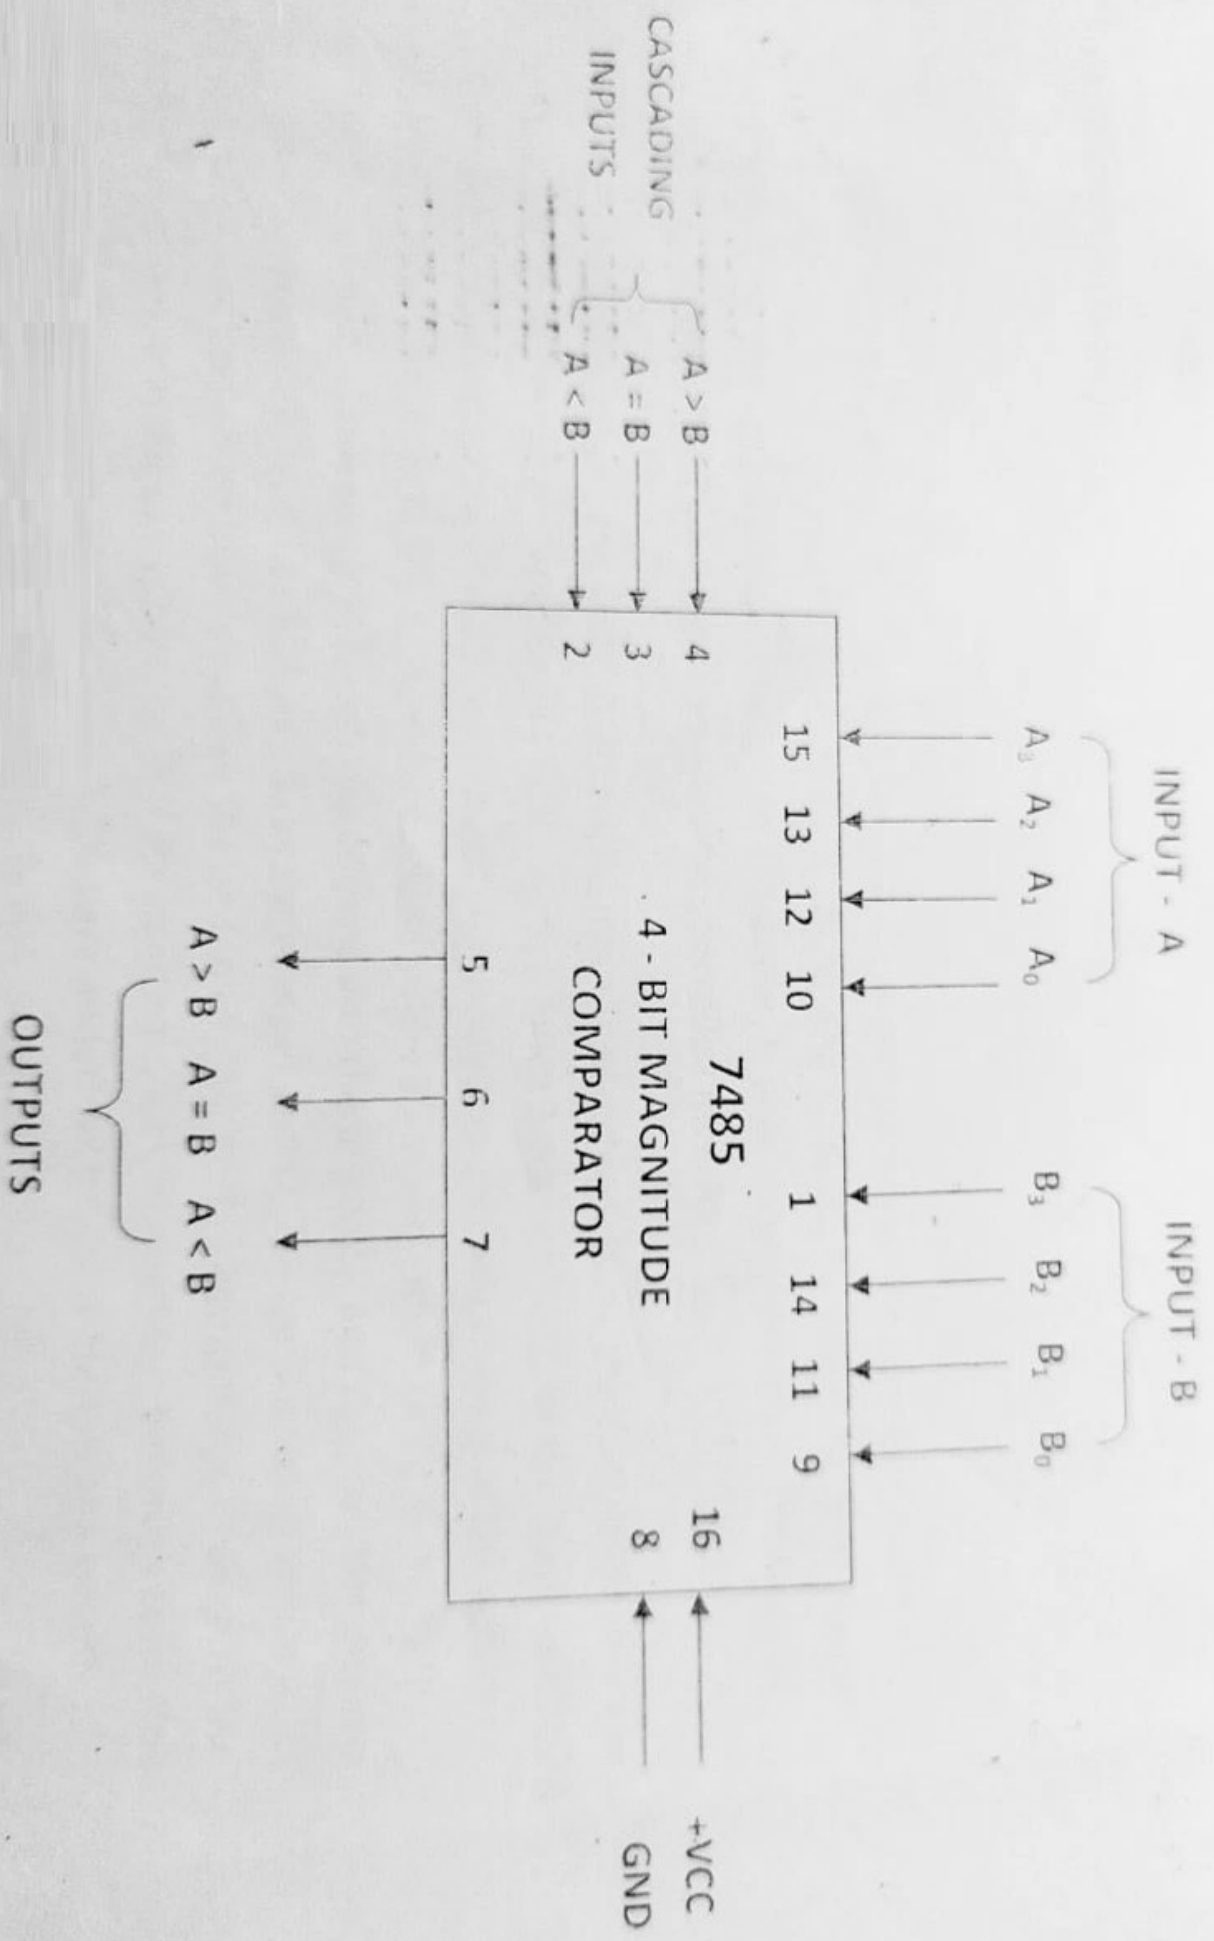 INPUT - A INPUT - B
A₃ A₂ A₁ A₀ B₃ B₂ B₁ B₀
15 13 12 10 1 14 11 9
CASCADING
INPUTS
A > B 4
A = B 3
A < B 2
7485
4 - BIT MAGNITUDE
COMPARATOR
16 +VCC
8 GND
5 6 7
A > B A = B A < B
OUTPUTS